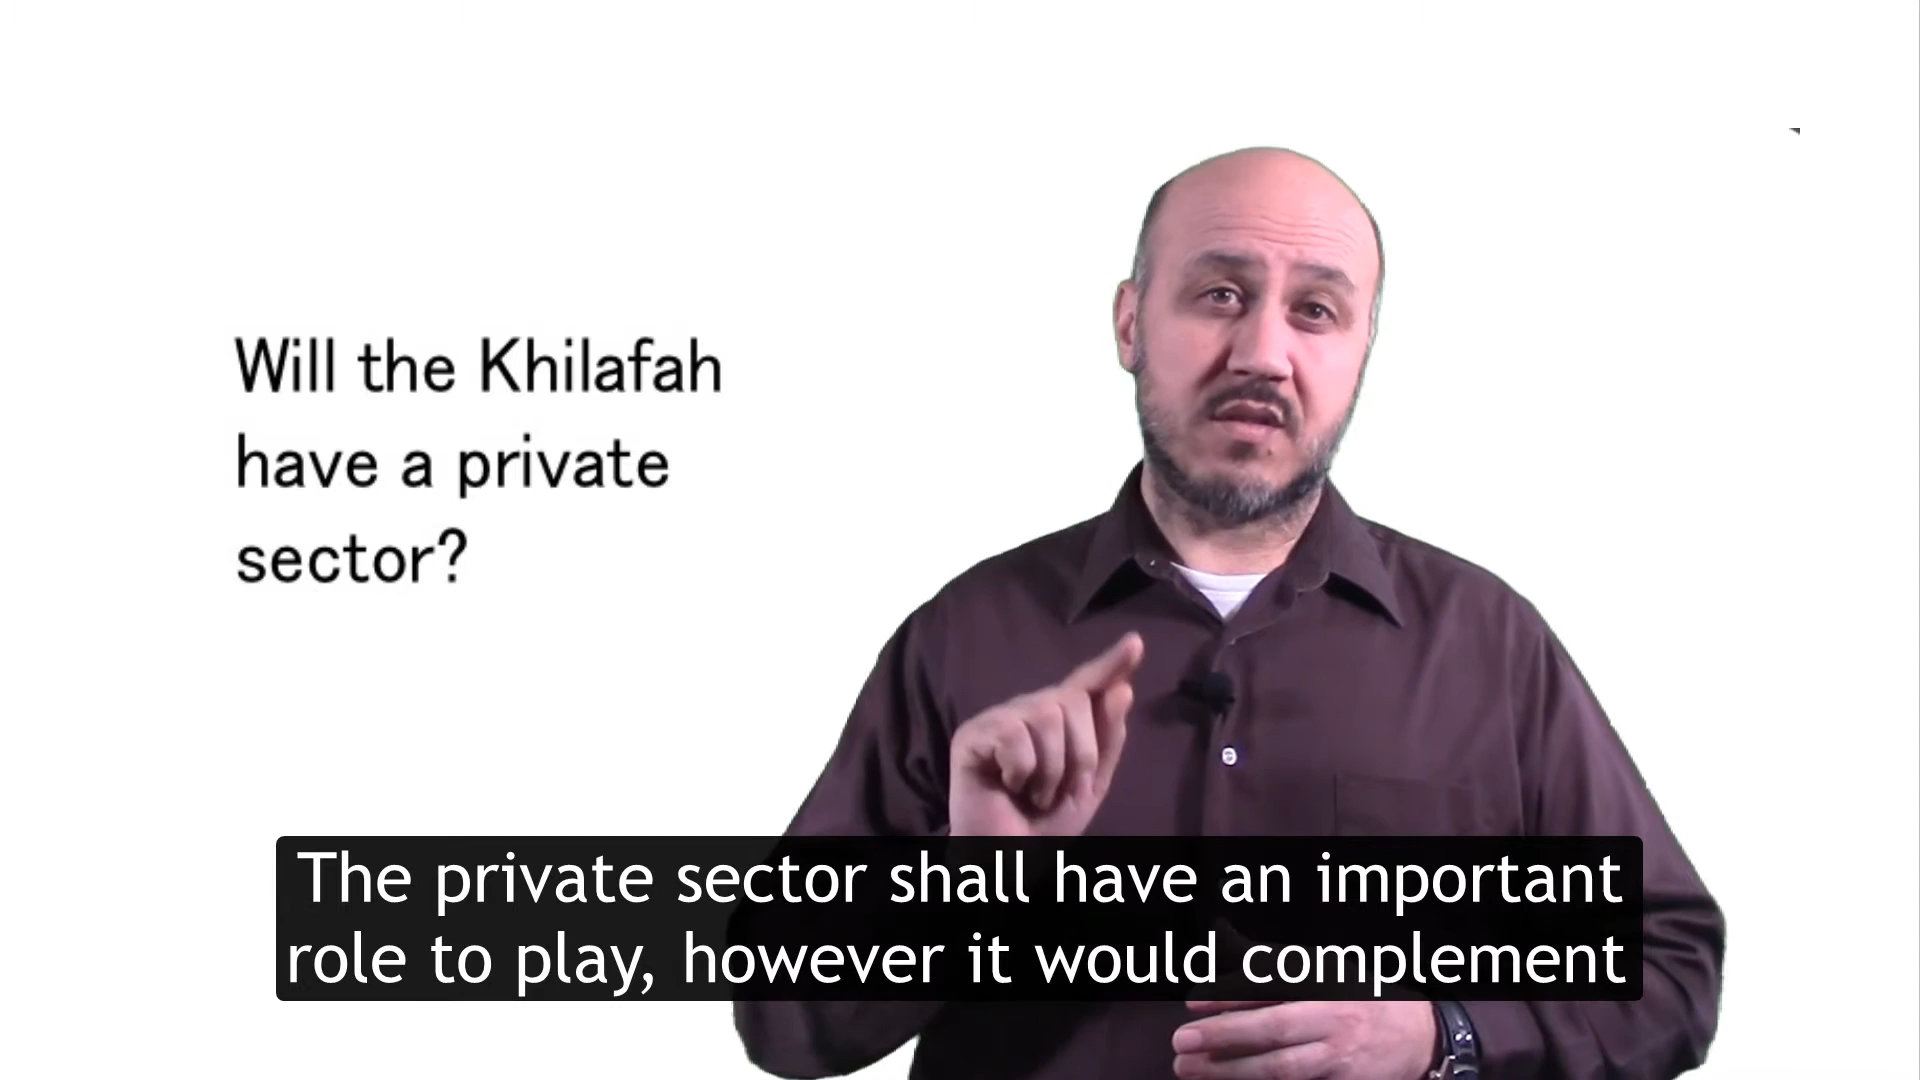 Will the Khilafah
have a private
sector?
The private sector shall have an important
role to play, however it would complement